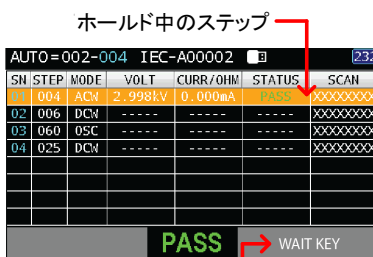 ホールド中のステップ
AUTO=002-004 IEC-A00002 232
SN STEP MODE VOLT CURR/OHM STATUS SCAN
01 004 ACW 2.998kV 0.000mA PASS XXXXXXXX
02 006 DCW ----- ----- ----- XXXXXXXX
03 060 OSC ----- ----- ----- XXXXXXXX
04 025 DCW ----- ----- ----- XXXXXXXX
PASS WAIT KEY